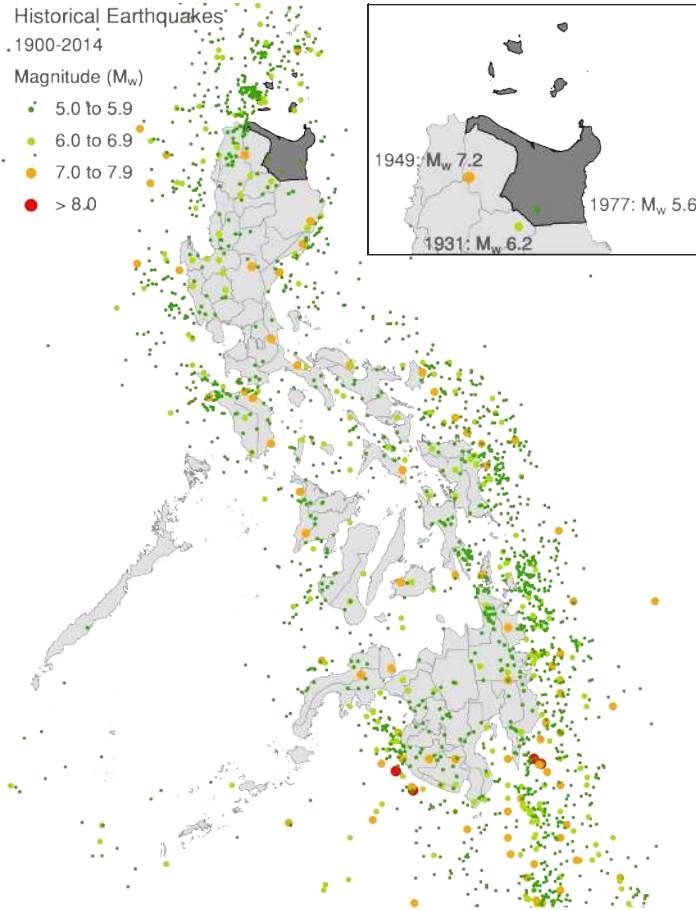 Historical Earthquakes
1900-2014
Magnitude (Mw)
5.0 to 5.9
6.0 to 6.9
7.0 to 7.9
> 8.0
1949: Mw 7.2
1977: Mw 5.6
1931: Mw 6.2